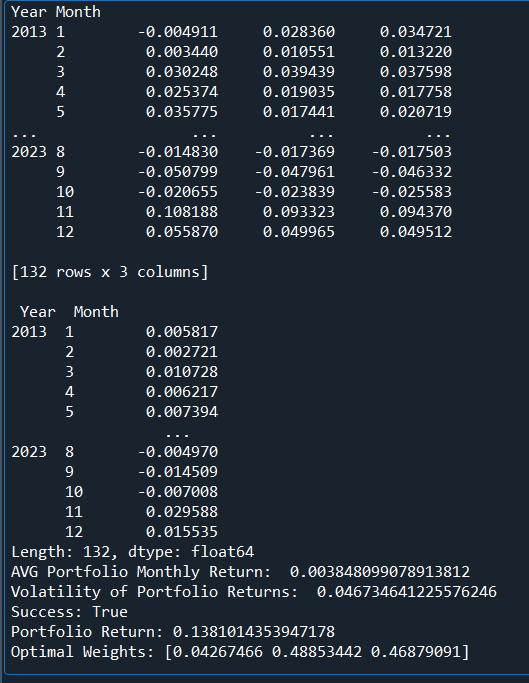 Year Month
2013 1 -0.004911 0.028360 0.034721
2 0.003440 0.010551 0.013220
3 0.030248 0.039439 0.037598
4 0.025374 0.019035 0.017758
5 0.035775 0.017441 0.020719
... ... ... ...
2023 8 -0.014830 -0.017369 -0.017503
9 -0.050799 -0.047961 -0.046332
10 -0.020655 -0.023839 -0.025583
11 0.108188 0.093323 0.094370
12 0.055870 0.049965 0.049512
[132 rows x 3 columns]
Year Month
2013 1 0.005817
2 0.002721
3 0.010728
4 0.006217
5 0.007394
...
2023 8 -0.004970
9 -0.014509
10 -0.007008
11 0.029588
12 0.015535
Length: 132, dtype: float64
AVG Portfolio Monthly Return: 0.003848099078913812
Volatility of Portfolio Returns: 0.046734641225576246
Success: True
Portfolio Return: 0.1381014353947178
Optimal Weights: [0.04267466 0.48853442 0.46879091]